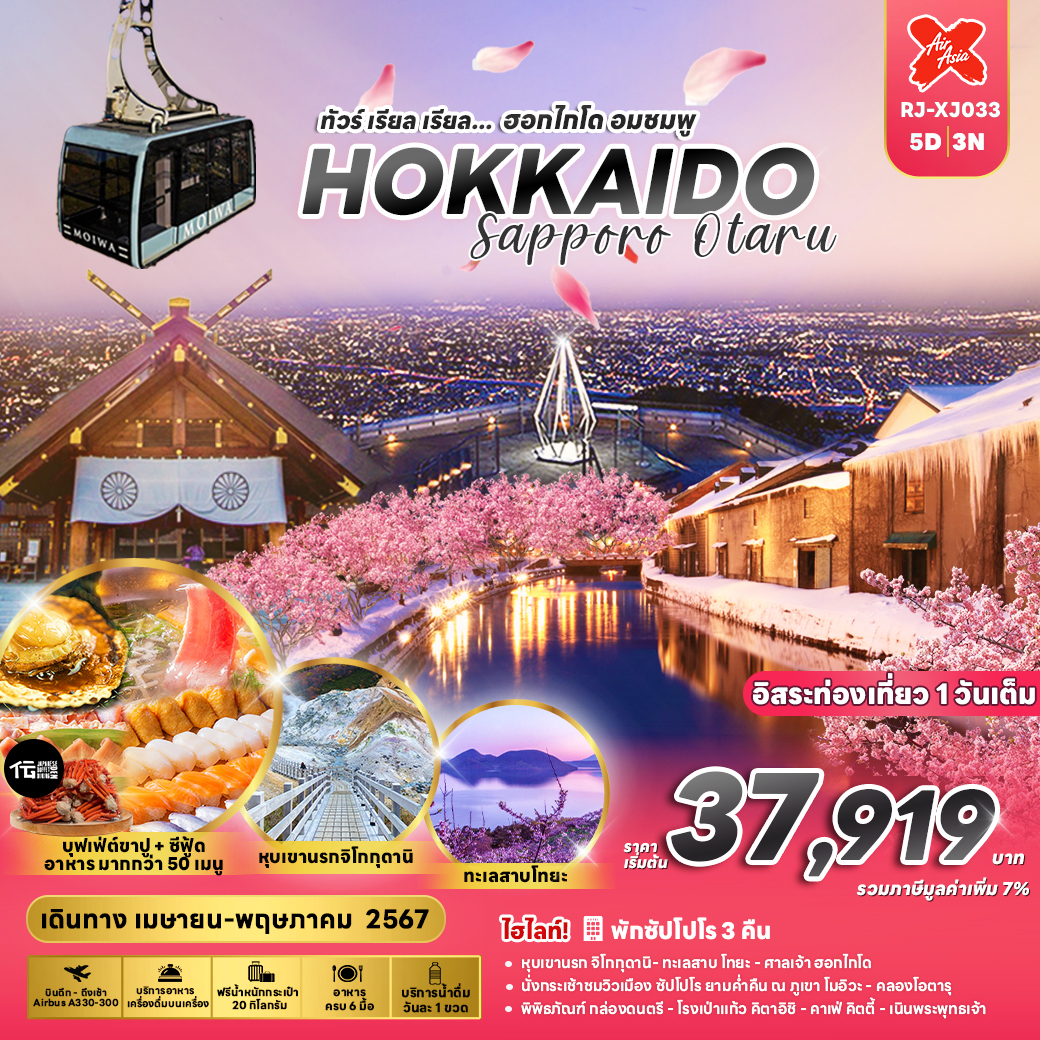 Air
Asia
RJ-XJ033
5D | 3N
ทัวร์ เรียล เรียล... ฮอกไกโด อมชมพู
HOKKAIDO
Sapporo Otaru
MOIWA
MOIWA
อิสระท่องเที่ยว 1 วันเต็ม
JAPANESE
BUFFET
DINING
บุฟเฟ่ต์ขาปู + ซีฟู้ด
อาหาร มากกว่า 50 เมนู
หุบเขานรกจิโกกุดานิ
ทะเลสาบโทยะ
ราคา
เริ่มต้น
37,919
บาท
รวมภาษีมูลค่าเพิ่ม 7%
เดินทาง เมษายน-พฤษภาคม 2567
บินดึก - ถึงเช้า
Airbus A330-300
บริการอาหาร
เครื่องดื่มบนเครื่อง
ฟรีน้ำหนักกระเป๋า
20 กิโลกรัม
อาหาร
ครบ 6 มื้อ
บริการน้ำดื่ม
วันละ 1 ขวด
ไฮไลท์! พักซัปโปโร 3 คืน
• หุบเขานรก จิโกกุดานิ- ทะเลสาบ โทยะ - ศาลเจ้า ฮอกไกโด
• นั่งกระเช้าชมวิวเมือง ซัปโปโร ยามค่ำคืน ณ ภูเขา โมอิวะ - คลองโอตารุ
• พิพิธภัณฑ์ กล่องดนตรี - โรงเป่าแก้ว คิตาอิชิ - คาเฟ่ คิตตี้ - เนินพระพุทธเจ้า